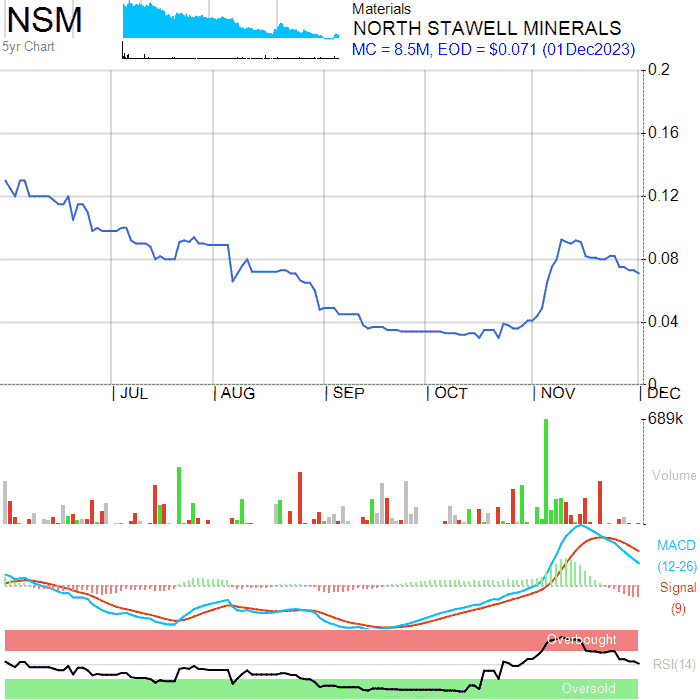 NSM
5yr Chart
Materials
NORTH STAWELL MINERALS
MC = 8.5M, EOD = $0.071 (01Dec2023)
0.2
0.16
0.12
0.08
0.04
0
JUL AUG SEP OCT NOV DEC
689k
Volume
MACD
(12-26)
Signal
(9)
Overbought
RSI(14)
Oversold